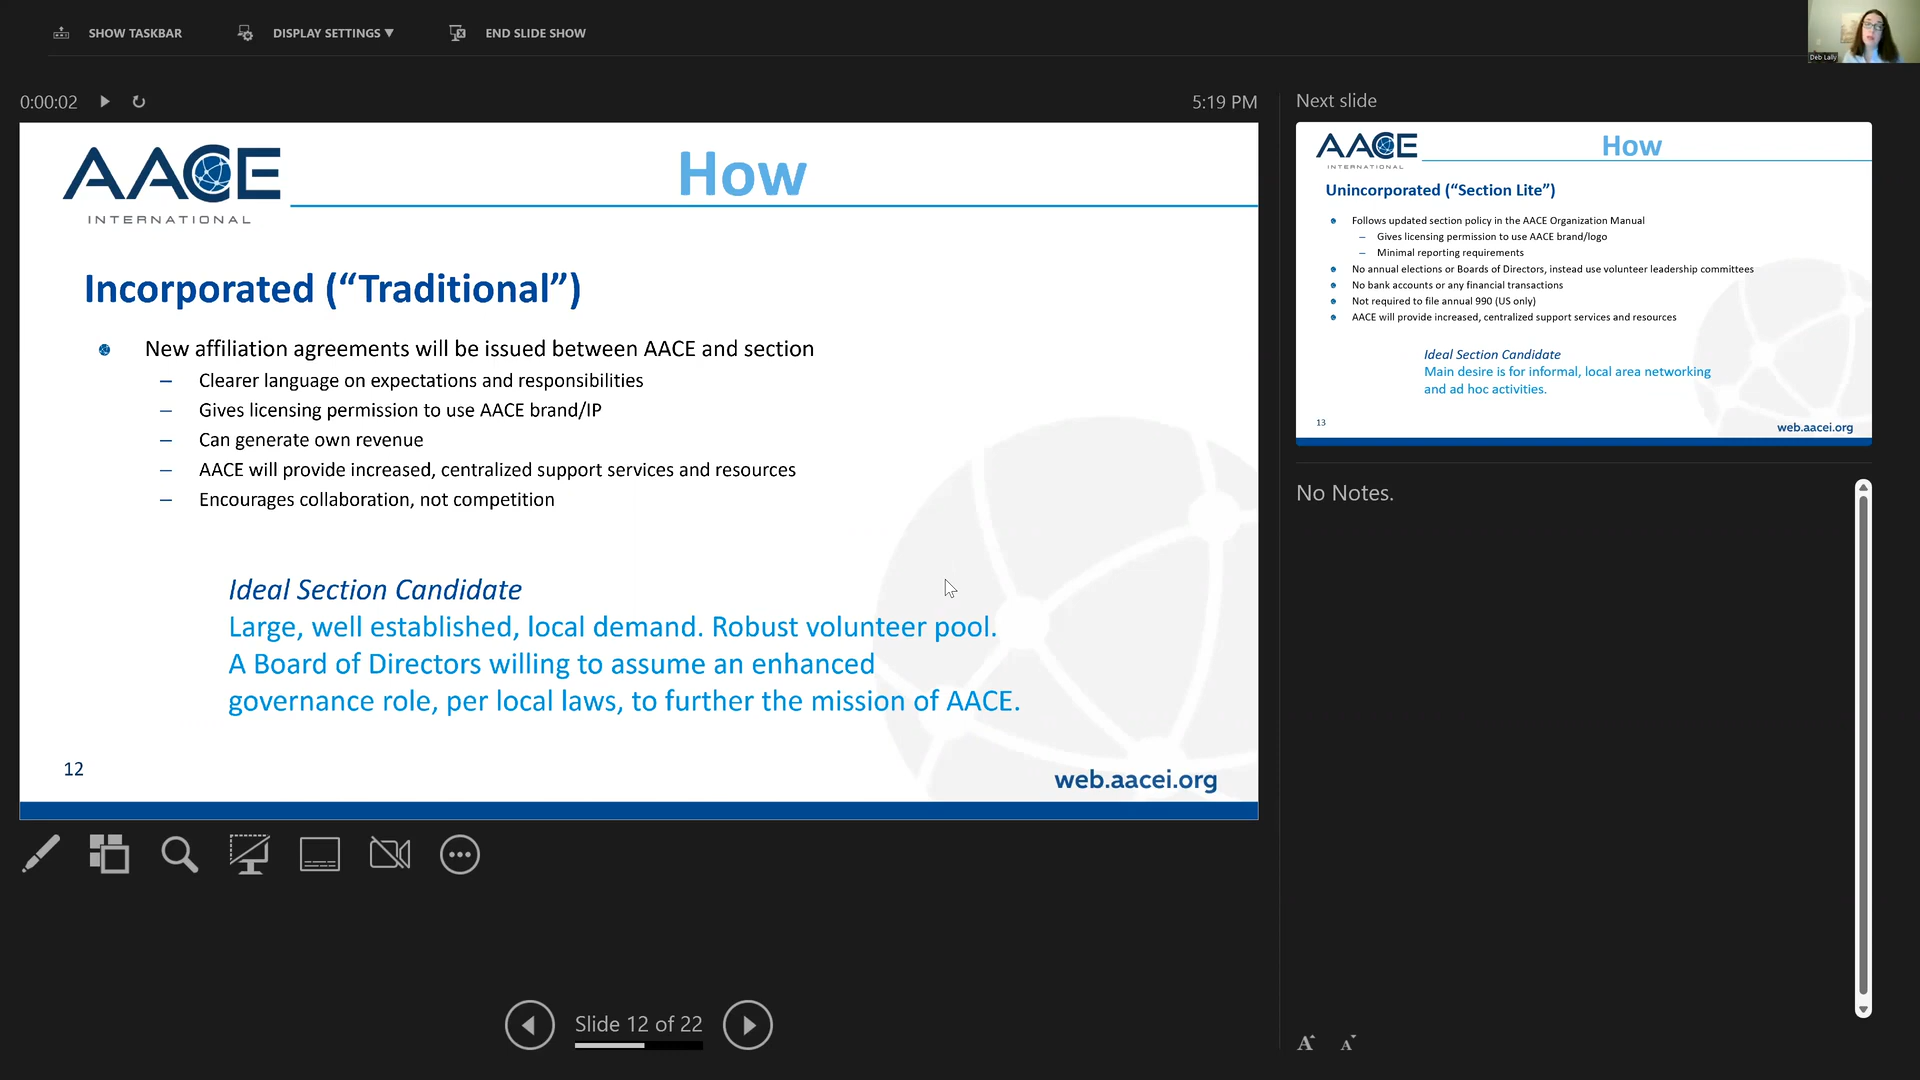 SHOW TASKBAR
DISPLAY SETTINGS ▼
END SLIDE SHOW
Deb Lally
0:00:02
5:19 PM
AACE
INTERNATIONAL
How
Incorporated (“Traditional”)
New affiliation agreements will be issued between AACE and section
– Clearer language on expectations and responsibilities
– Gives licensing permission to use AACE brand/IP
– Can generate own revenue
– AACE will provide increased, centralized support services and resources
– Encourages collaboration, not competition
Ideal Section Candidate
Large, well established, local demand. Robust volunteer pool.
A Board of Directors willing to assume an enhanced
governance role, per local laws, to further the mission of AACE.
12
web.aacei.org
Slide 12 of 22
Next slide
AACE
INTERNATIONAL
How
Unincorporated (“Section Lite”)
Follows updated section policy in the AACE Organization Manual
– Gives licensing permission to use AACE brand/logo
– Minimal reporting requirements
No annual elections or Boards of Directors, instead use volunteer leadership committees
No bank accounts or any financial transactions
Not required to file annual 990 (US only)
AACE will provide increased, centralized support services and resources
Ideal Section Candidate
Main desire is for informal, local area networking
and ad hoc activities.
13
web.aacei.org
No Notes.
A A